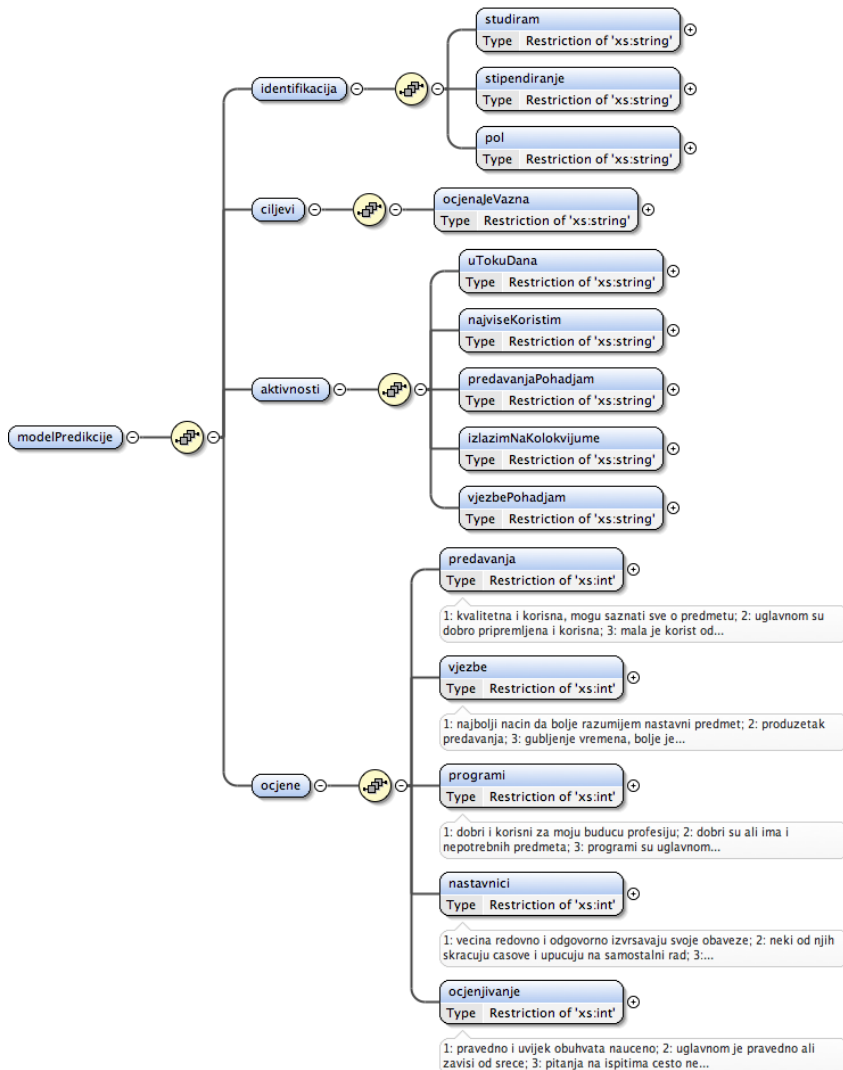 studiram
Type Restriction of 'xs:string'
identifikacija
stipendiranje
Type Restriction of 'xs:string'
pol
Type Restriction of 'xs:string'
ciljevi
ocjenaJeVazna
Type Restriction of 'xs:string'
uTokuDana
Type Restriction of 'xs:string'
najviseKoristim
Type Restriction of 'xs:string'
aktivnosti
predavanjaPohadjam
Type Restriction of 'xs:string'
modelPredikcije
izlazimNaKolokvijume
Type Restriction of 'xs:string'
vjezbePohadjam
Type Restriction of 'xs:string'
predavanja
Type Restriction of 'xs:int'
1: kvalitetna i korisna, mogu saznati sve o predmetu; 2: uglavnom su
dobro pripremljena i korisna; 3: mala je korist od...
vjezbe
Type Restriction of 'xs:int'
1: najbolji nacin da bolje razumijem nastavni predmet; 2: produzetak
predavanja; 3: gubljenje vremena, bolje je...
ocjene
programi
Type Restriction of 'xs:int'
1: dobri i korisni za moju buducu profesiju; 2: dobri su ali ima i
nepotrebnih predmeta; 3: programi su uglavnom...
nastavnici
Type Restriction of 'xs:int'
1: vecina redovno i odgovorno izvrsavaju svoje obaveze; 2: neki od njih
skracuju casove i upucuju na samostalni rad; 3:...
ocjenjivanje
Type Restriction of 'xs:int'
1: pravedno i uvijek obuhvata nauceno; 2: uglavnom je pravedno ali
zavisi od srece; 3: pitanja na ispitima cesto ne...